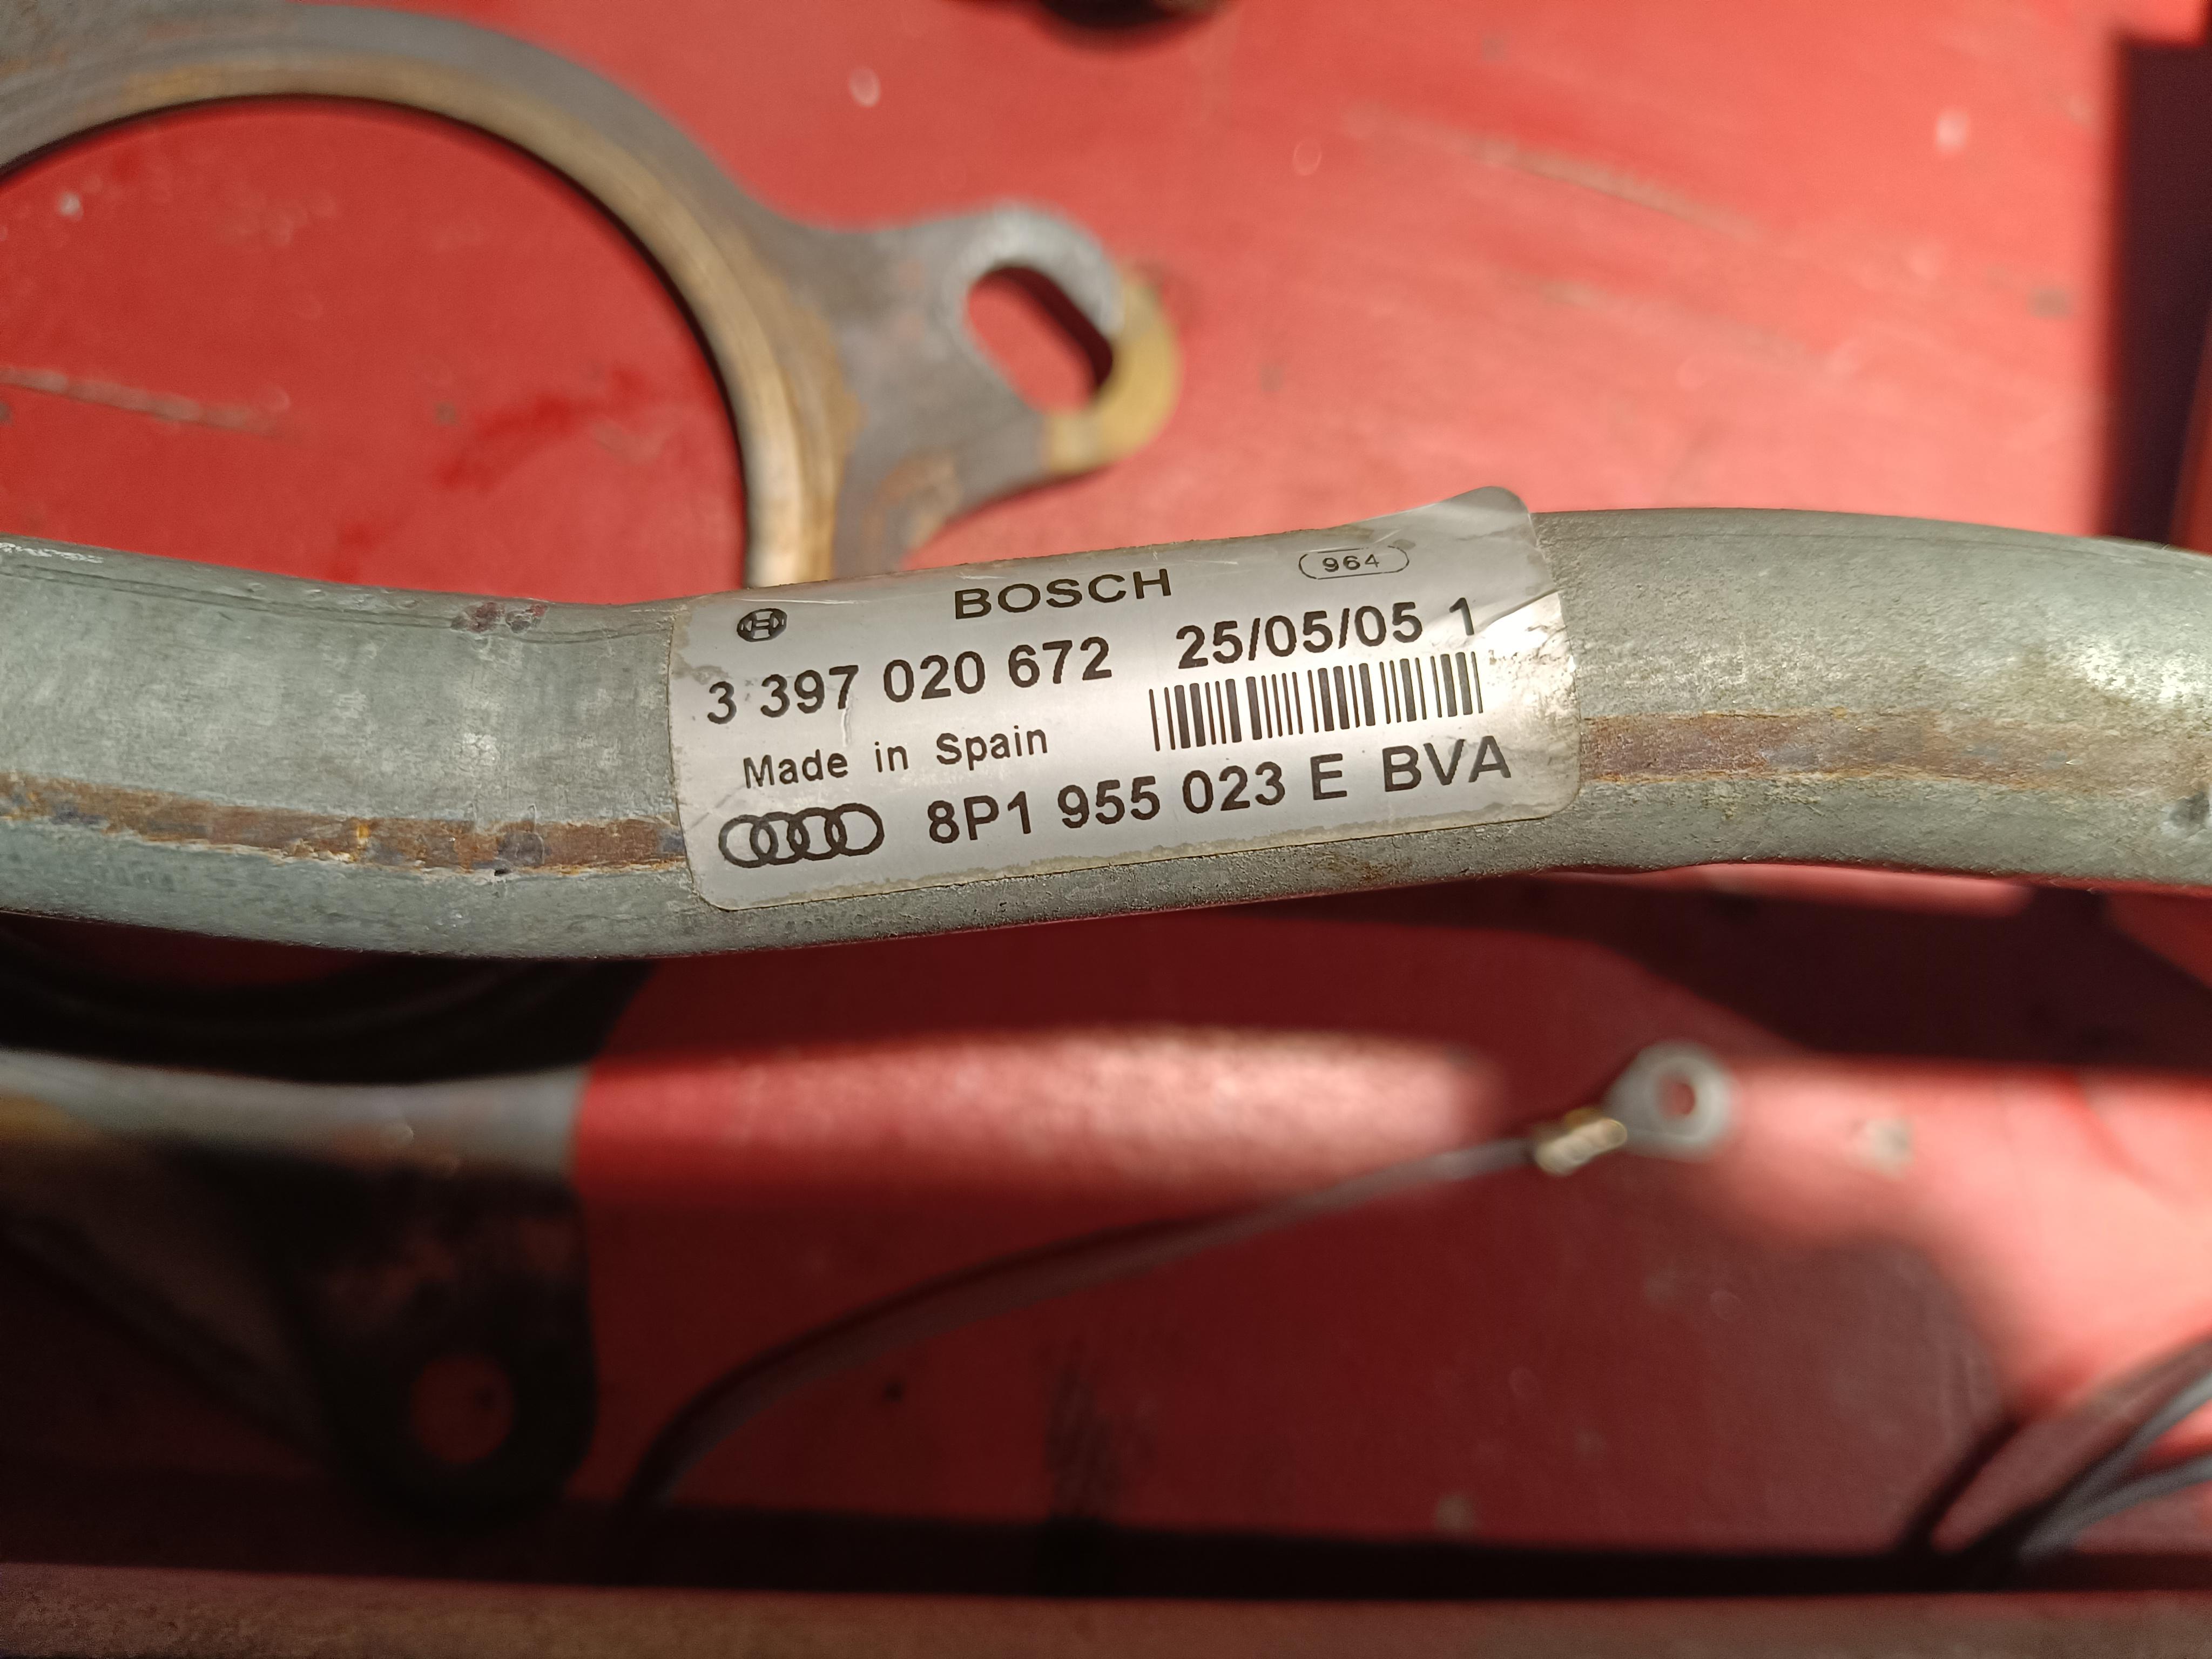 BOSCH 964
3 397 020 672 25/05/05 1
Made in Spain
8P1 955 023 E BVA